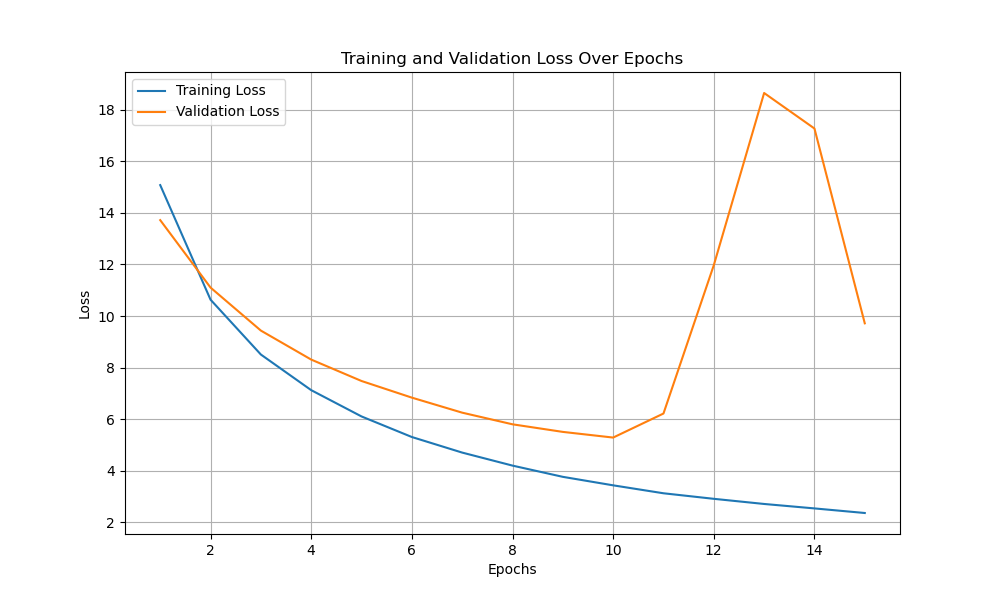 Training and Validation Loss Over Epochs
Training Loss
Validation Loss
Loss
18
16
14
12
10
8
6
4
2
2 4 6 8 10 12 14
Epochs